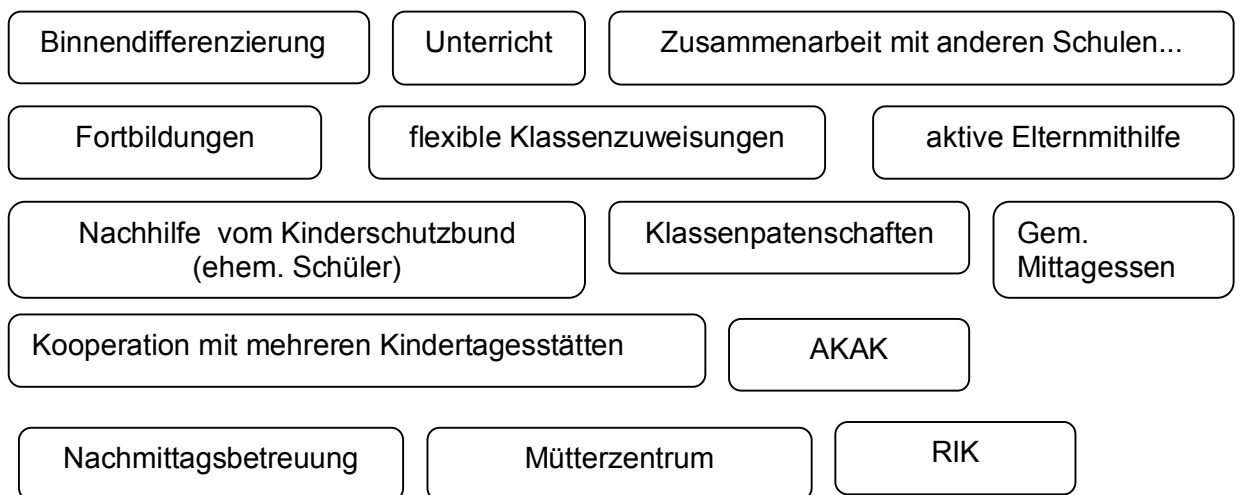 Binnendifferenzierung
Unterricht
Zusammenarbeit mit anderen Schulen...
Fortbildungen
flexible Klassenzuweisungen
aktive Elternmithilfe
Nachhilfe vom Kinderschutzbund
(ehem. Schüler)
Klassenpatenschaften
Gem.
Mittagessen
Kooperation mit mehreren Kindertagesstätten
AKAK
Nachmittagsbetreuung
Mütterzentrum
RIK